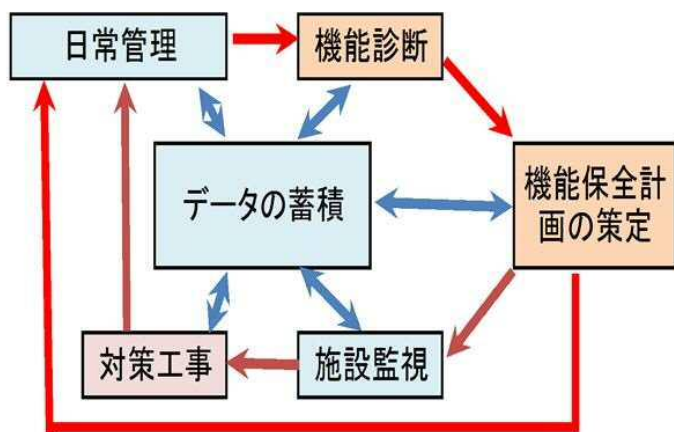 日常管理
機能診断
データの蓄積
機能保全計
画の策定
対策工事
施設監視